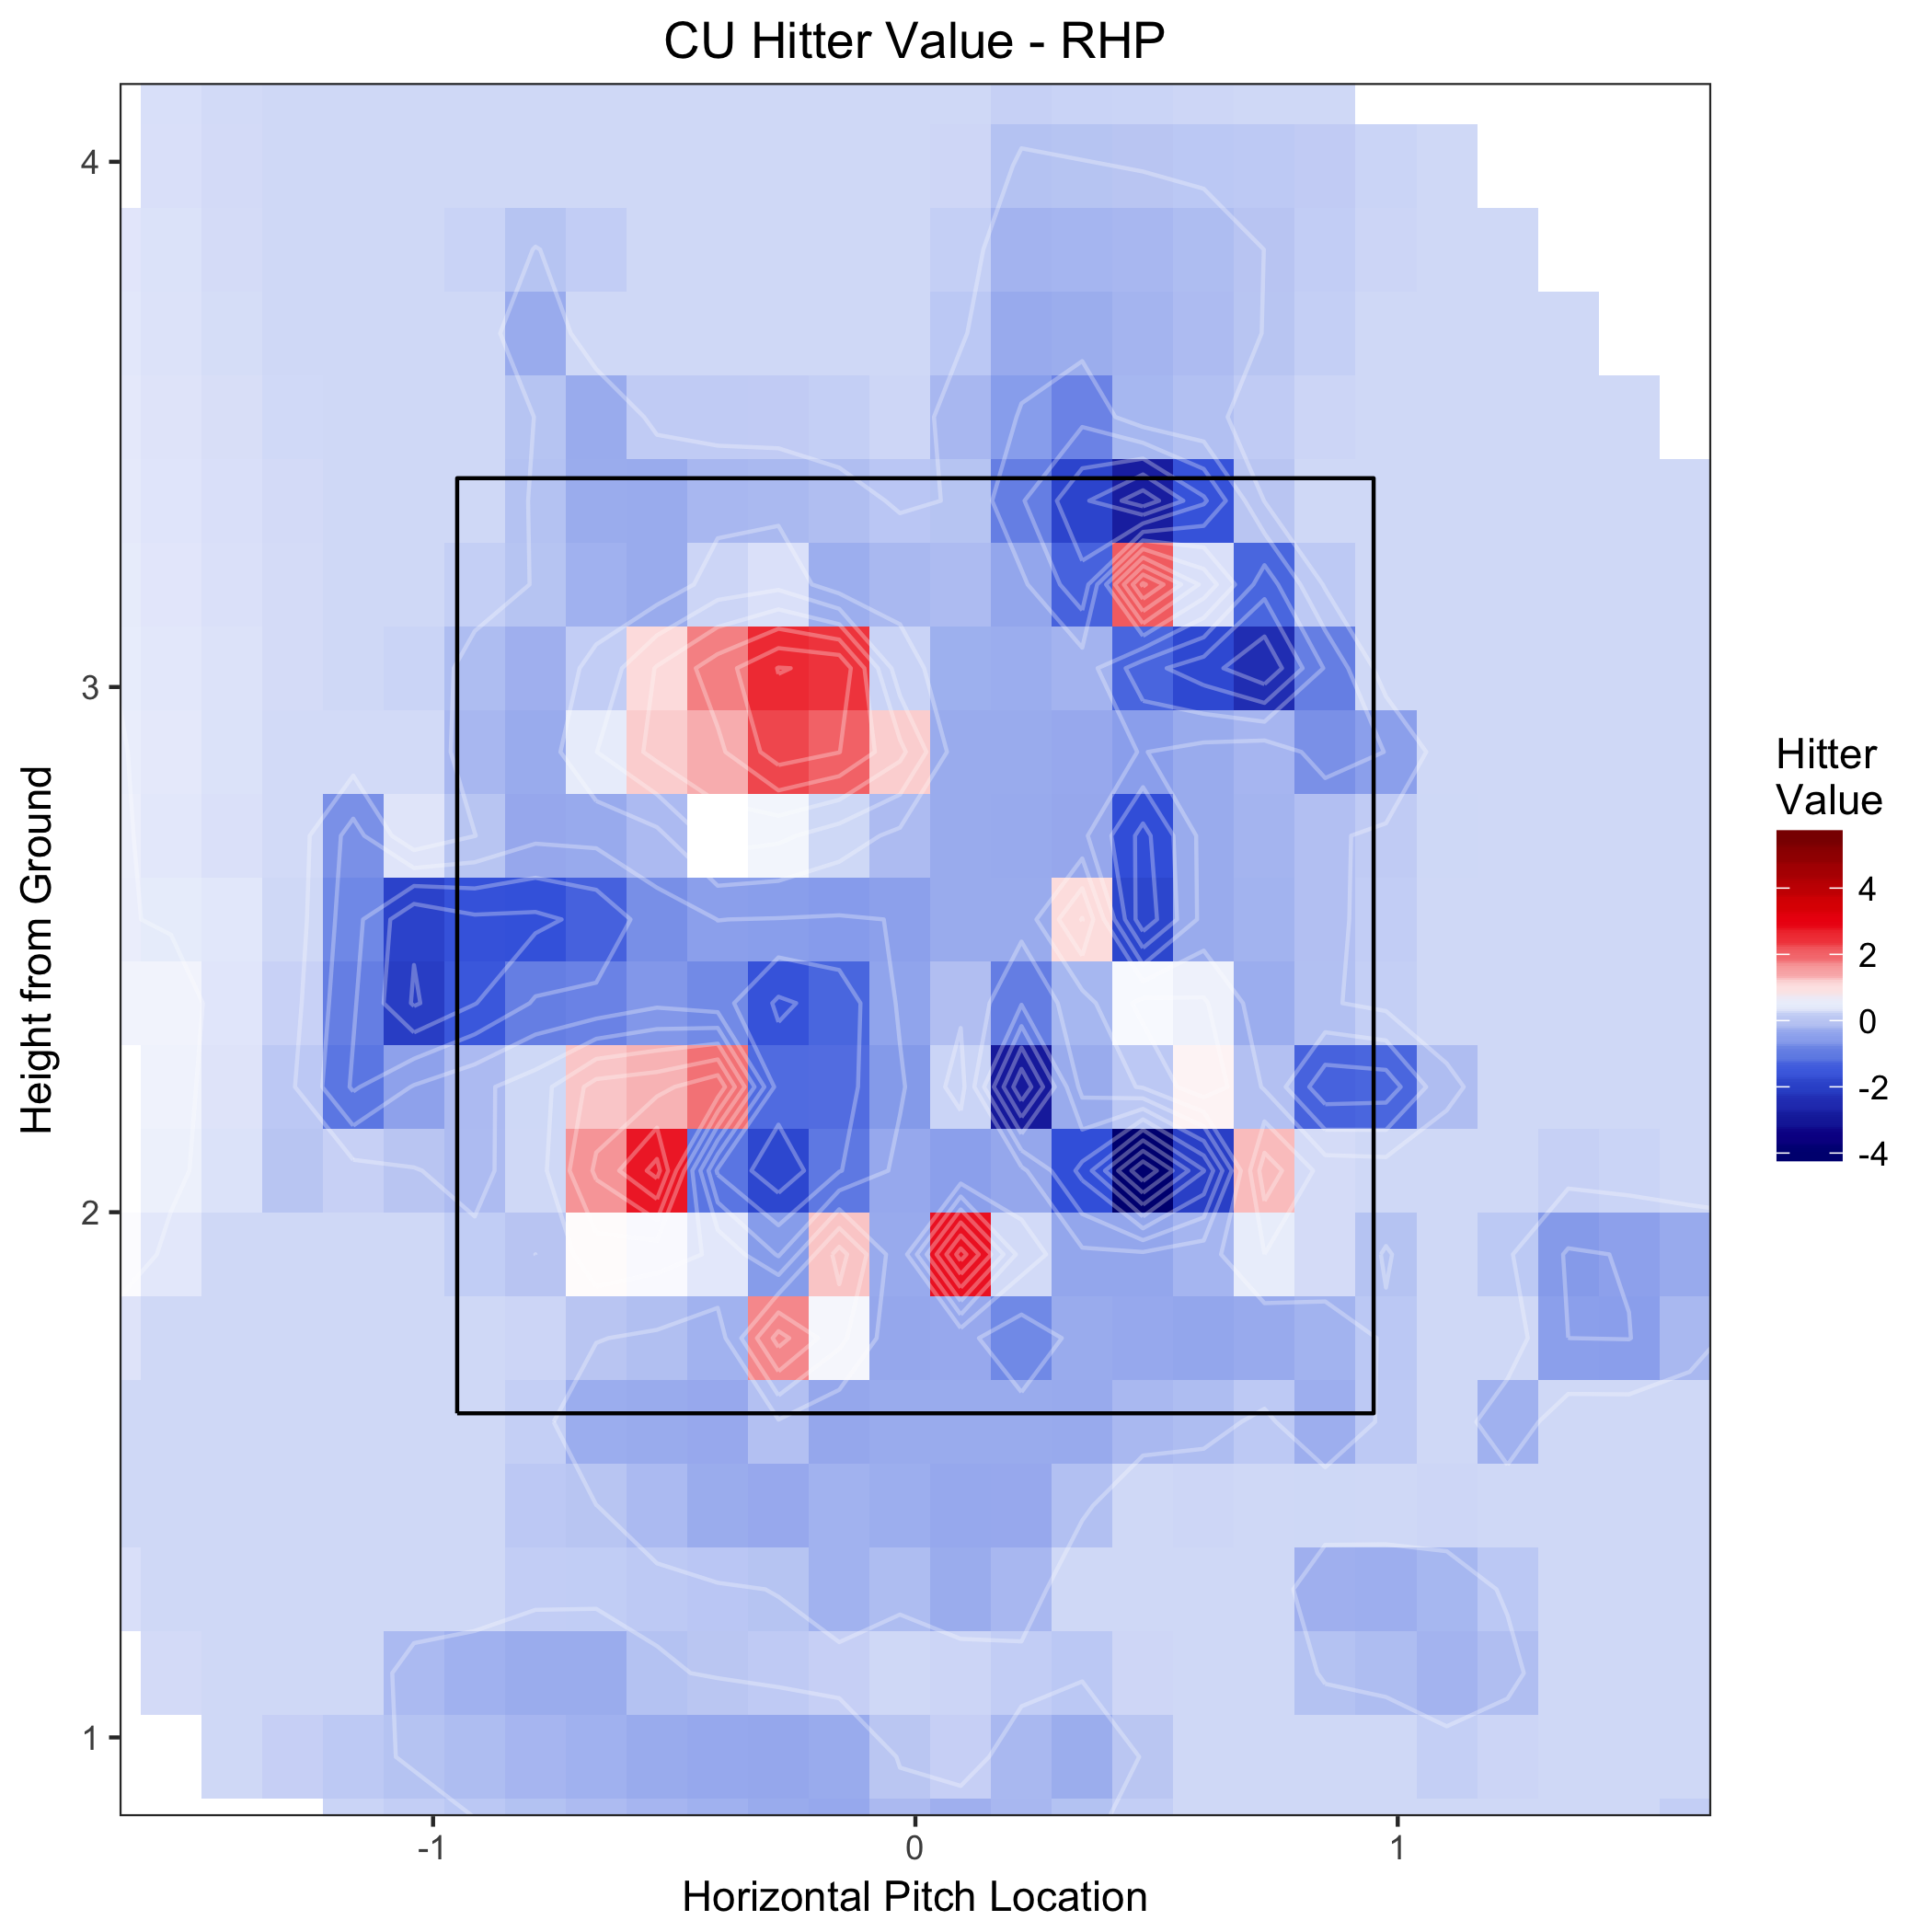 CU Hitter Value - RHP
4
3
2
1
Height from Ground
-1
0
1
Horizontal Pitch Location
Hitter
Value
4
2
0
-2
-4